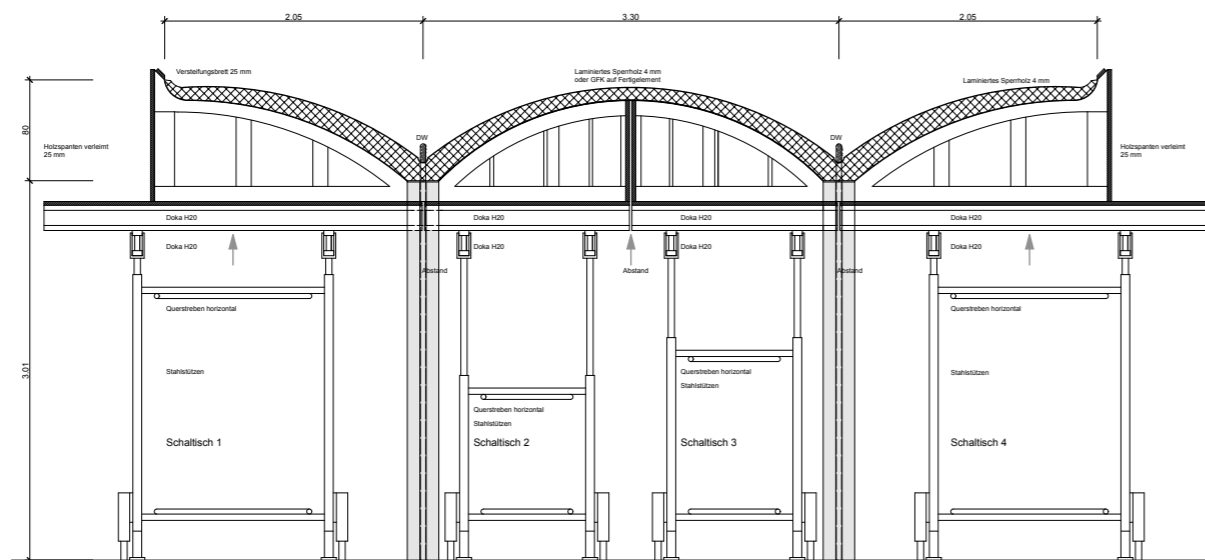 2.05
3.30
2.05
Versteifungsbrett 25 mm
Laminiertes Sperrholz 4 mm
oder GFK auf Fertigelement
Laminiertes Sperrholz 4 mm
80
DW
DW
Holzspanten verleimt
25 mm
Holzspanten verleimt
25 mm
Doka H20
Doka H20
Doka H20
Doka H20
Doka H20
Doka H20
Doka H20
Doka H20
Abstand
Abstand
Abstand
Querstreben horizontal
Querstreben horizontal
3.01
Stahlstützen
Querstreben horizontal
Stahlstützen
Stahlstützen
Querstreben horizontal
Stahlstützen
Schaltisch 1
Schaltisch 2
Schaltisch 3
Schaltisch 4